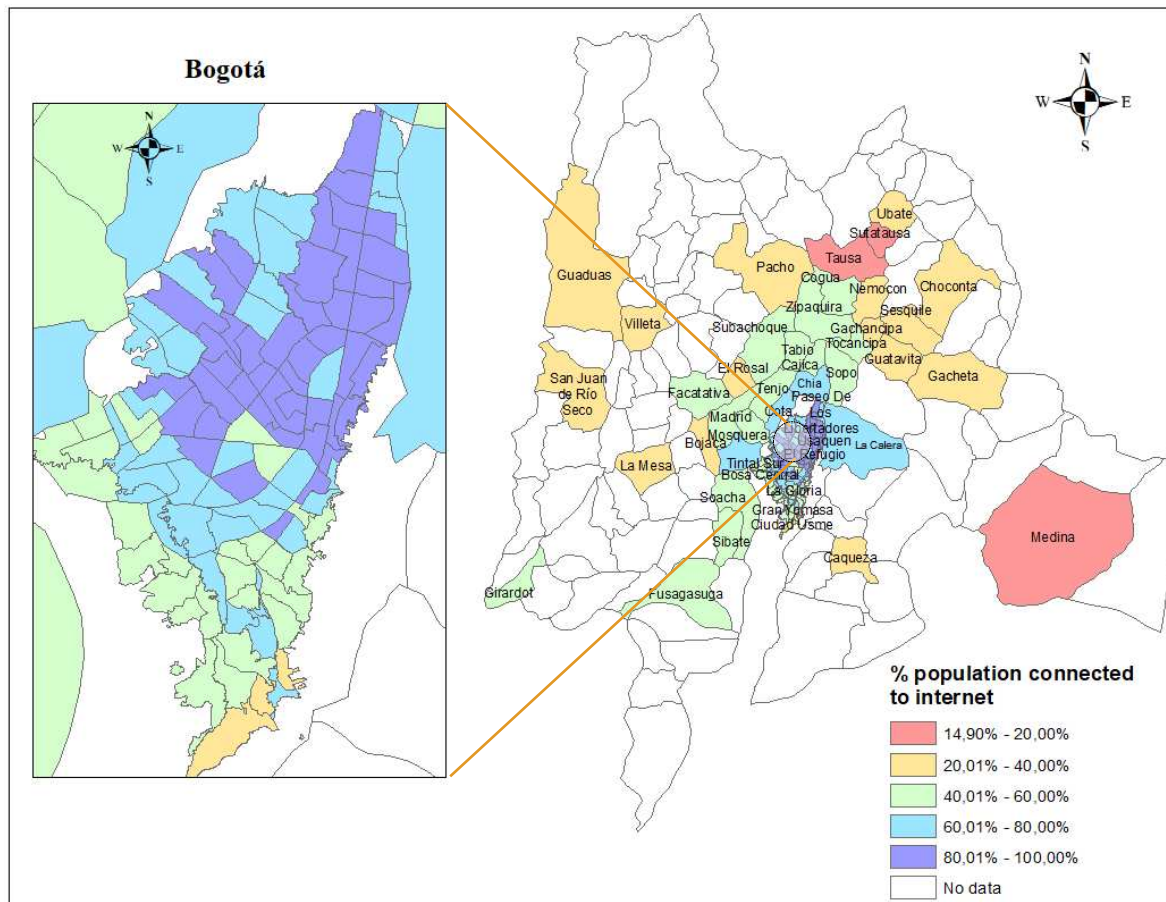 Bogotá
N
W
E
S
N
W
E
S
Ubate
Sutatausa
Tausa
Pacho
Cogua
Guaduas
Nemocon
Choconta
Zipaquira
Sesquile
Villeta
Subachoque
Gachancipa
Tocancipa
Tabio
Guatavita
Cajica
El Rosal
Gacheta
San Juan
de Río
Seco
Facatativa
Tenjo
Sopo
Chia
Paseo De
Los
Libertadores
Madrid
Cota
Mosquera
Usaquen
La Calera
Bojaca
El Refugio
La Mesa
Tintal Sur
Bosa Central
Soacha
La Gloria
Gran Yomasa
Ciudad Usme
Medina
Sibate
Caqueza
Girardot
Fusagasuga
% population connected
to internet
14,90% - 20,00%
20,01% - 40,00%
40,01% - 60,00%
60,01% - 80,00%
80,01% - 100,00%
No data